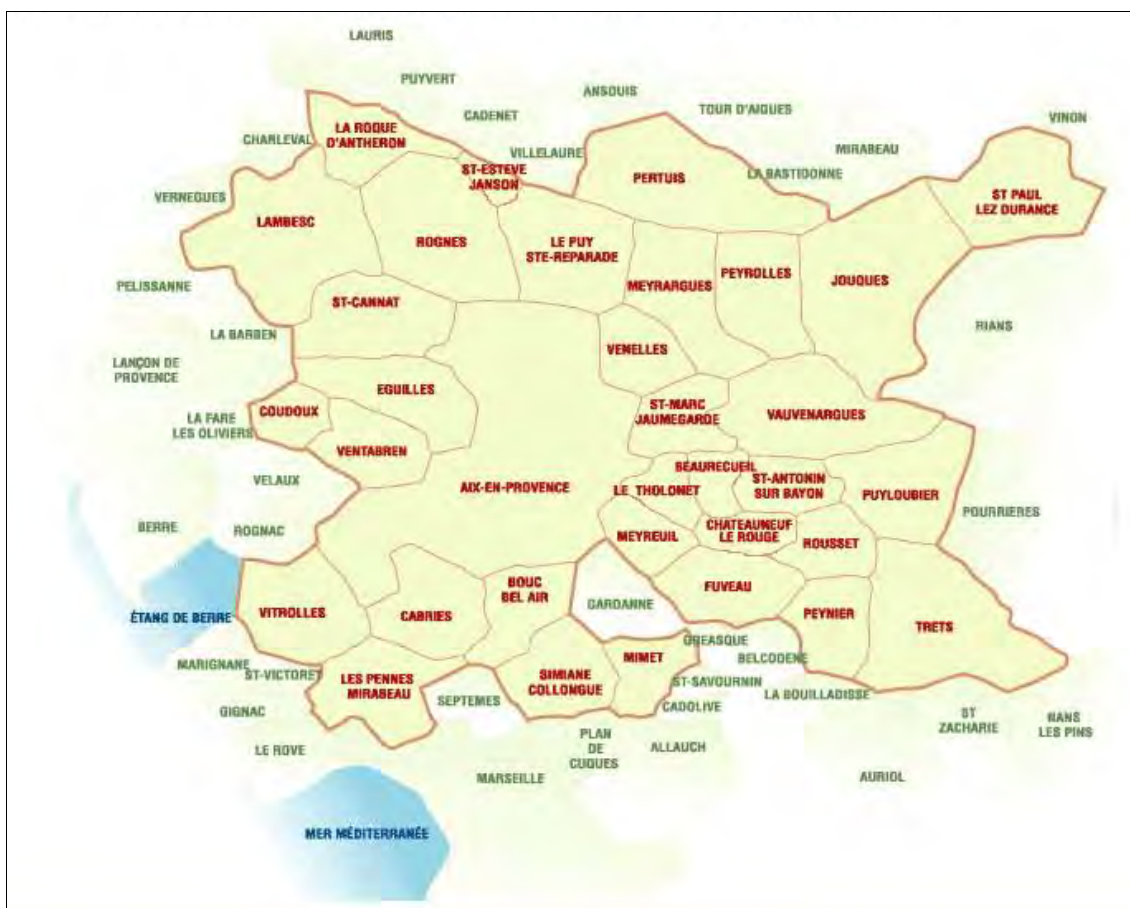 LAURIS
PUYVERT
ANSOUIS
TOUR D'AIGUES
CADENET
VINON
LA ROQUE
D'ANTHERON
CHARLEVAL
VILLELAURE
MIRABEAU
ST-ESTEVE
JANSON
PERTUIS
LA BASTIDONNE
VERNEGUES
ST PAUL
LEZ DURANCE
LAMBESC
ROGNES
LE PUY
STE-REPARADE
MEYRARGUES
PEYROLLES
JOUQUES
PELISSANNE
ST-CANNAT
RIANS
LA BARBEN
VENELLES
LANÇON DE
PROVENCE
EGUILLES
COUDOUX
ST-MARC
JAUMEGARDE
VAUVENARGUES
LA FARE
LES OLIVIERS
VENTABREN
BEAURECUEIL
VELAUX
AIX-EN-PROVENCE
LE THOLONET
ST-ANTONIN
SUR BAYON
PUYLOUBIER
POURRIERES
BERRE
ROGNAC
MEYREUIL
CHATEAUNEUF
LE ROUGE
ROUSSET
BOUC
BEL AIR
FUVEAU
GARDANNE
ÉTANG DE BERRE
VITROLLES
CABRIES
PEYNIER
TRETS
GREASQUE
MIMET
BELCODENE
MARIGNANE
ST-VICTORET
LES PENNES
MIRABEAU
SIMIANE
COLLONGUE
ST-SAVOURNIN
LA BOUILLADISSE
SEPTEMES
CADOLIVE
GIGNAC
ST
ZACHARIE
NANS
LES PINS
LE ROVE
PLAN
DE
CUQUES
ALLAUCH
MARSEILLE
AURIOL
MER MÉDITERRANÉE